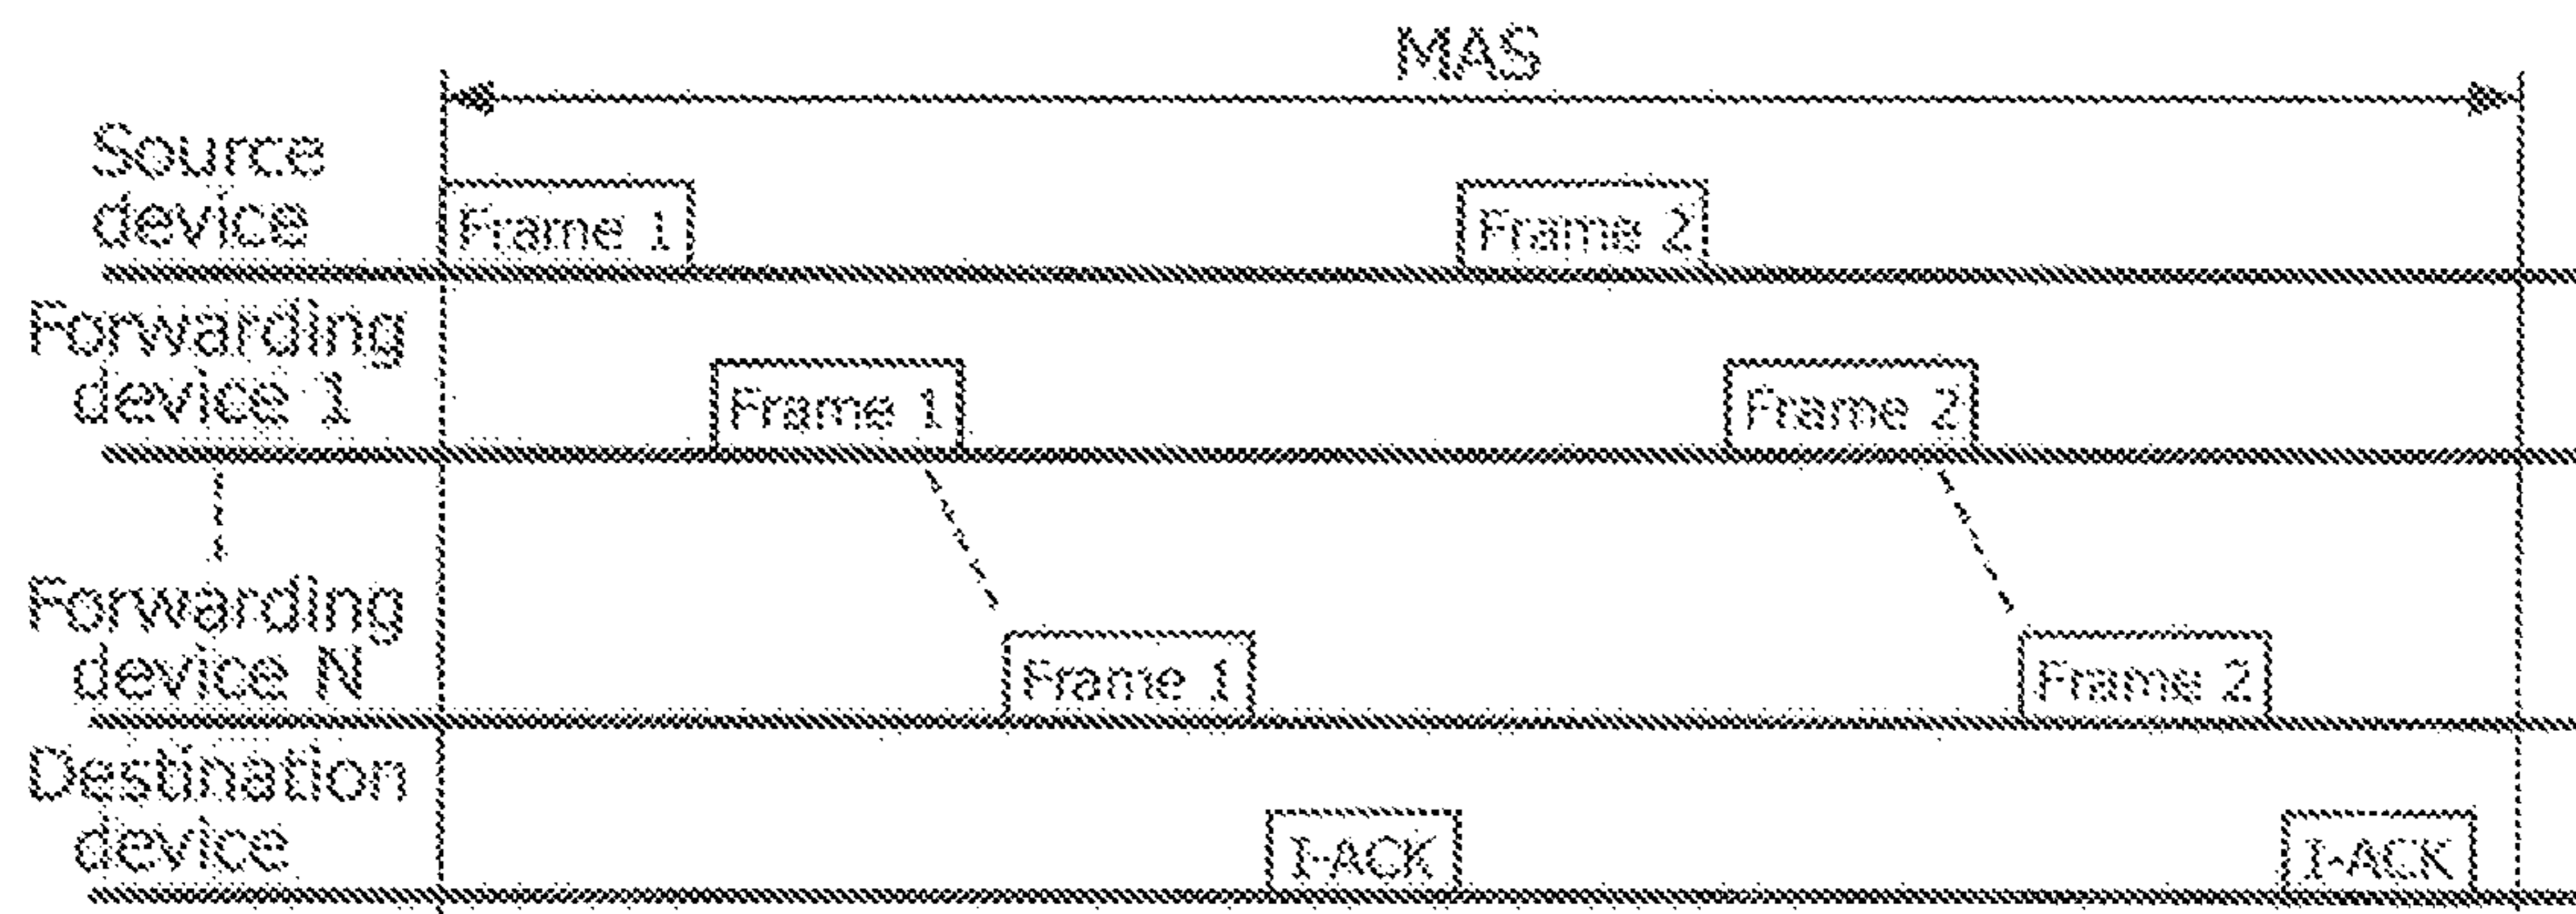 MAS
Source
device
Frame 1
Frame 2
Forwarding
device 1
Frame 1
Frame 2
Forwarding
device N
Frame 1
Frame 2
Destination
device
I-ACK
I-ACK